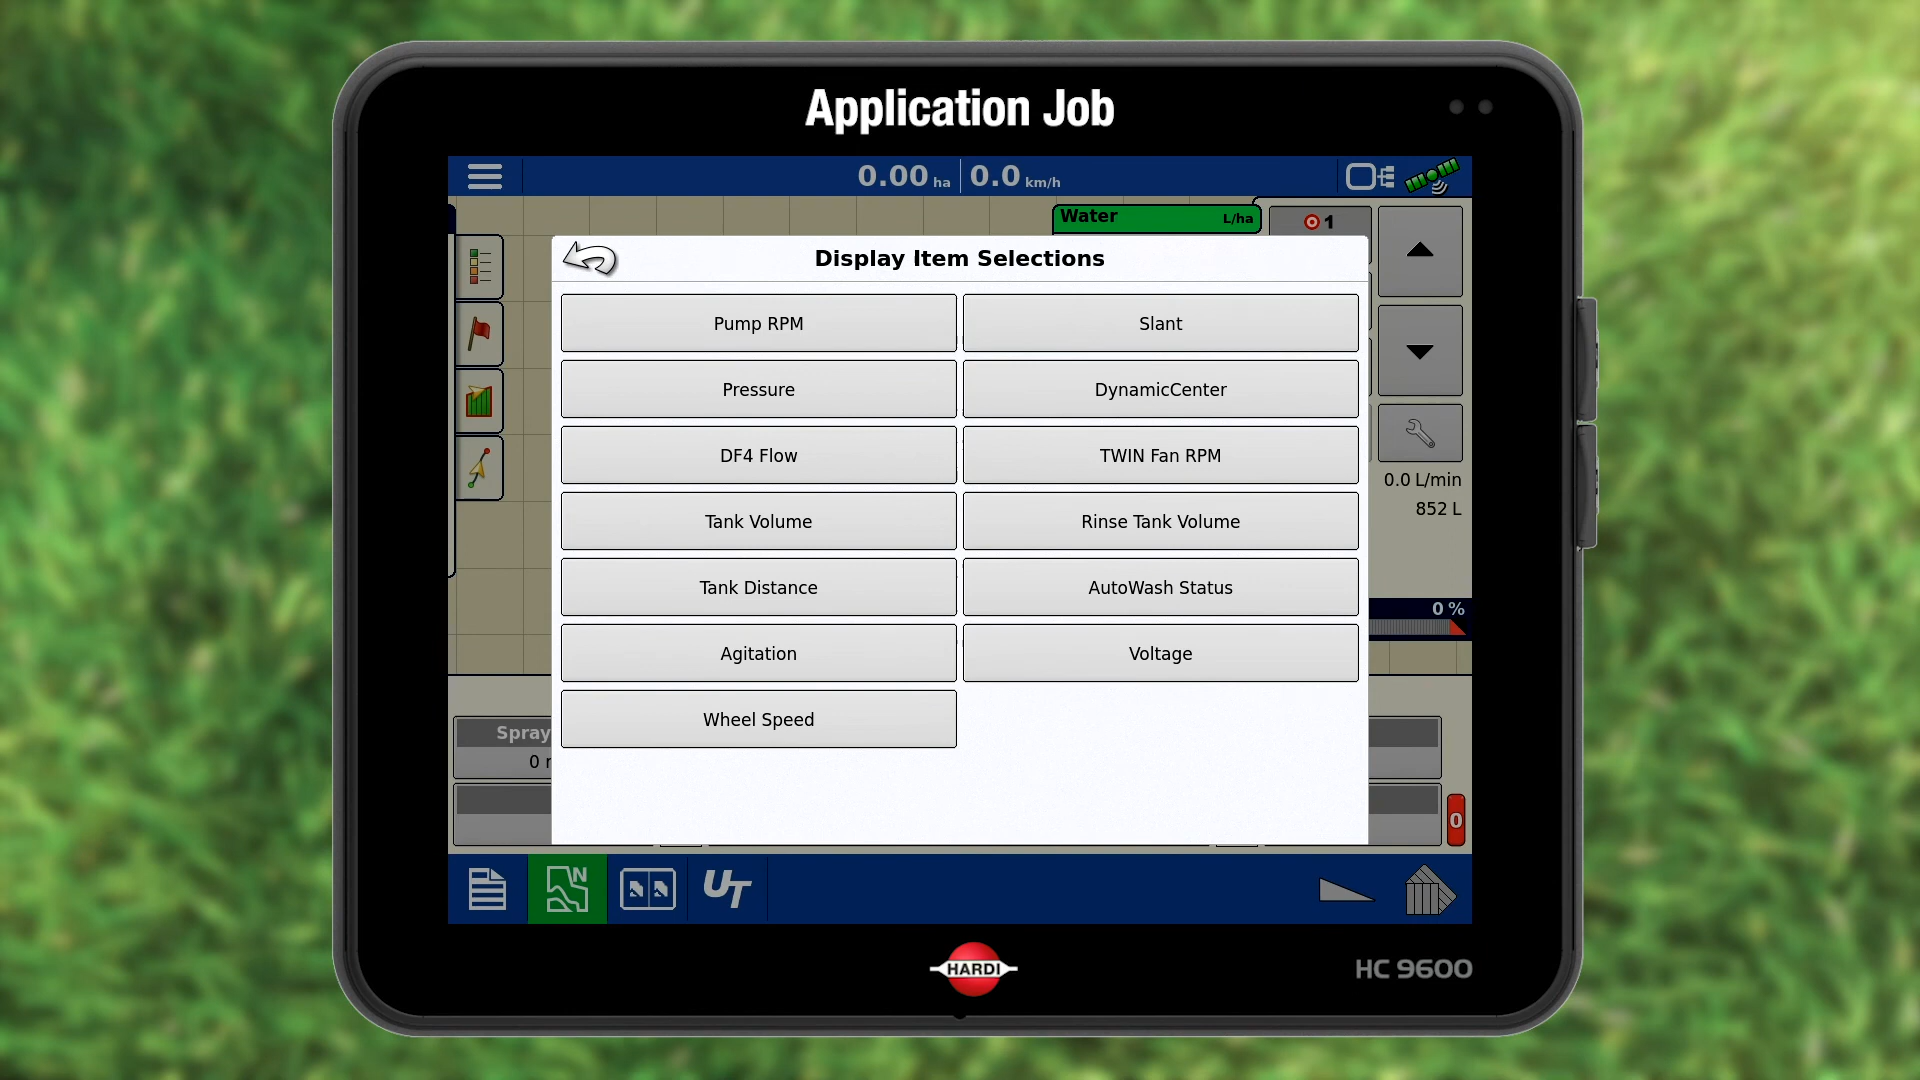 Application Job
0.00 ha 0.0 km/h
Water L/ha
1
Display Item Selections
Pump RPM
Slant
Pressure
DynamicCenter
DF4 Flow
TWIN Fan RPM
0.0 L/min
Tank Volume
Rinse Tank Volume
852 L
Tank Distance
AutoWash Status
0 %
Agitation
Voltage
Wheel Speed
Spray
0
0
N
UT
HARDI
HC 9600